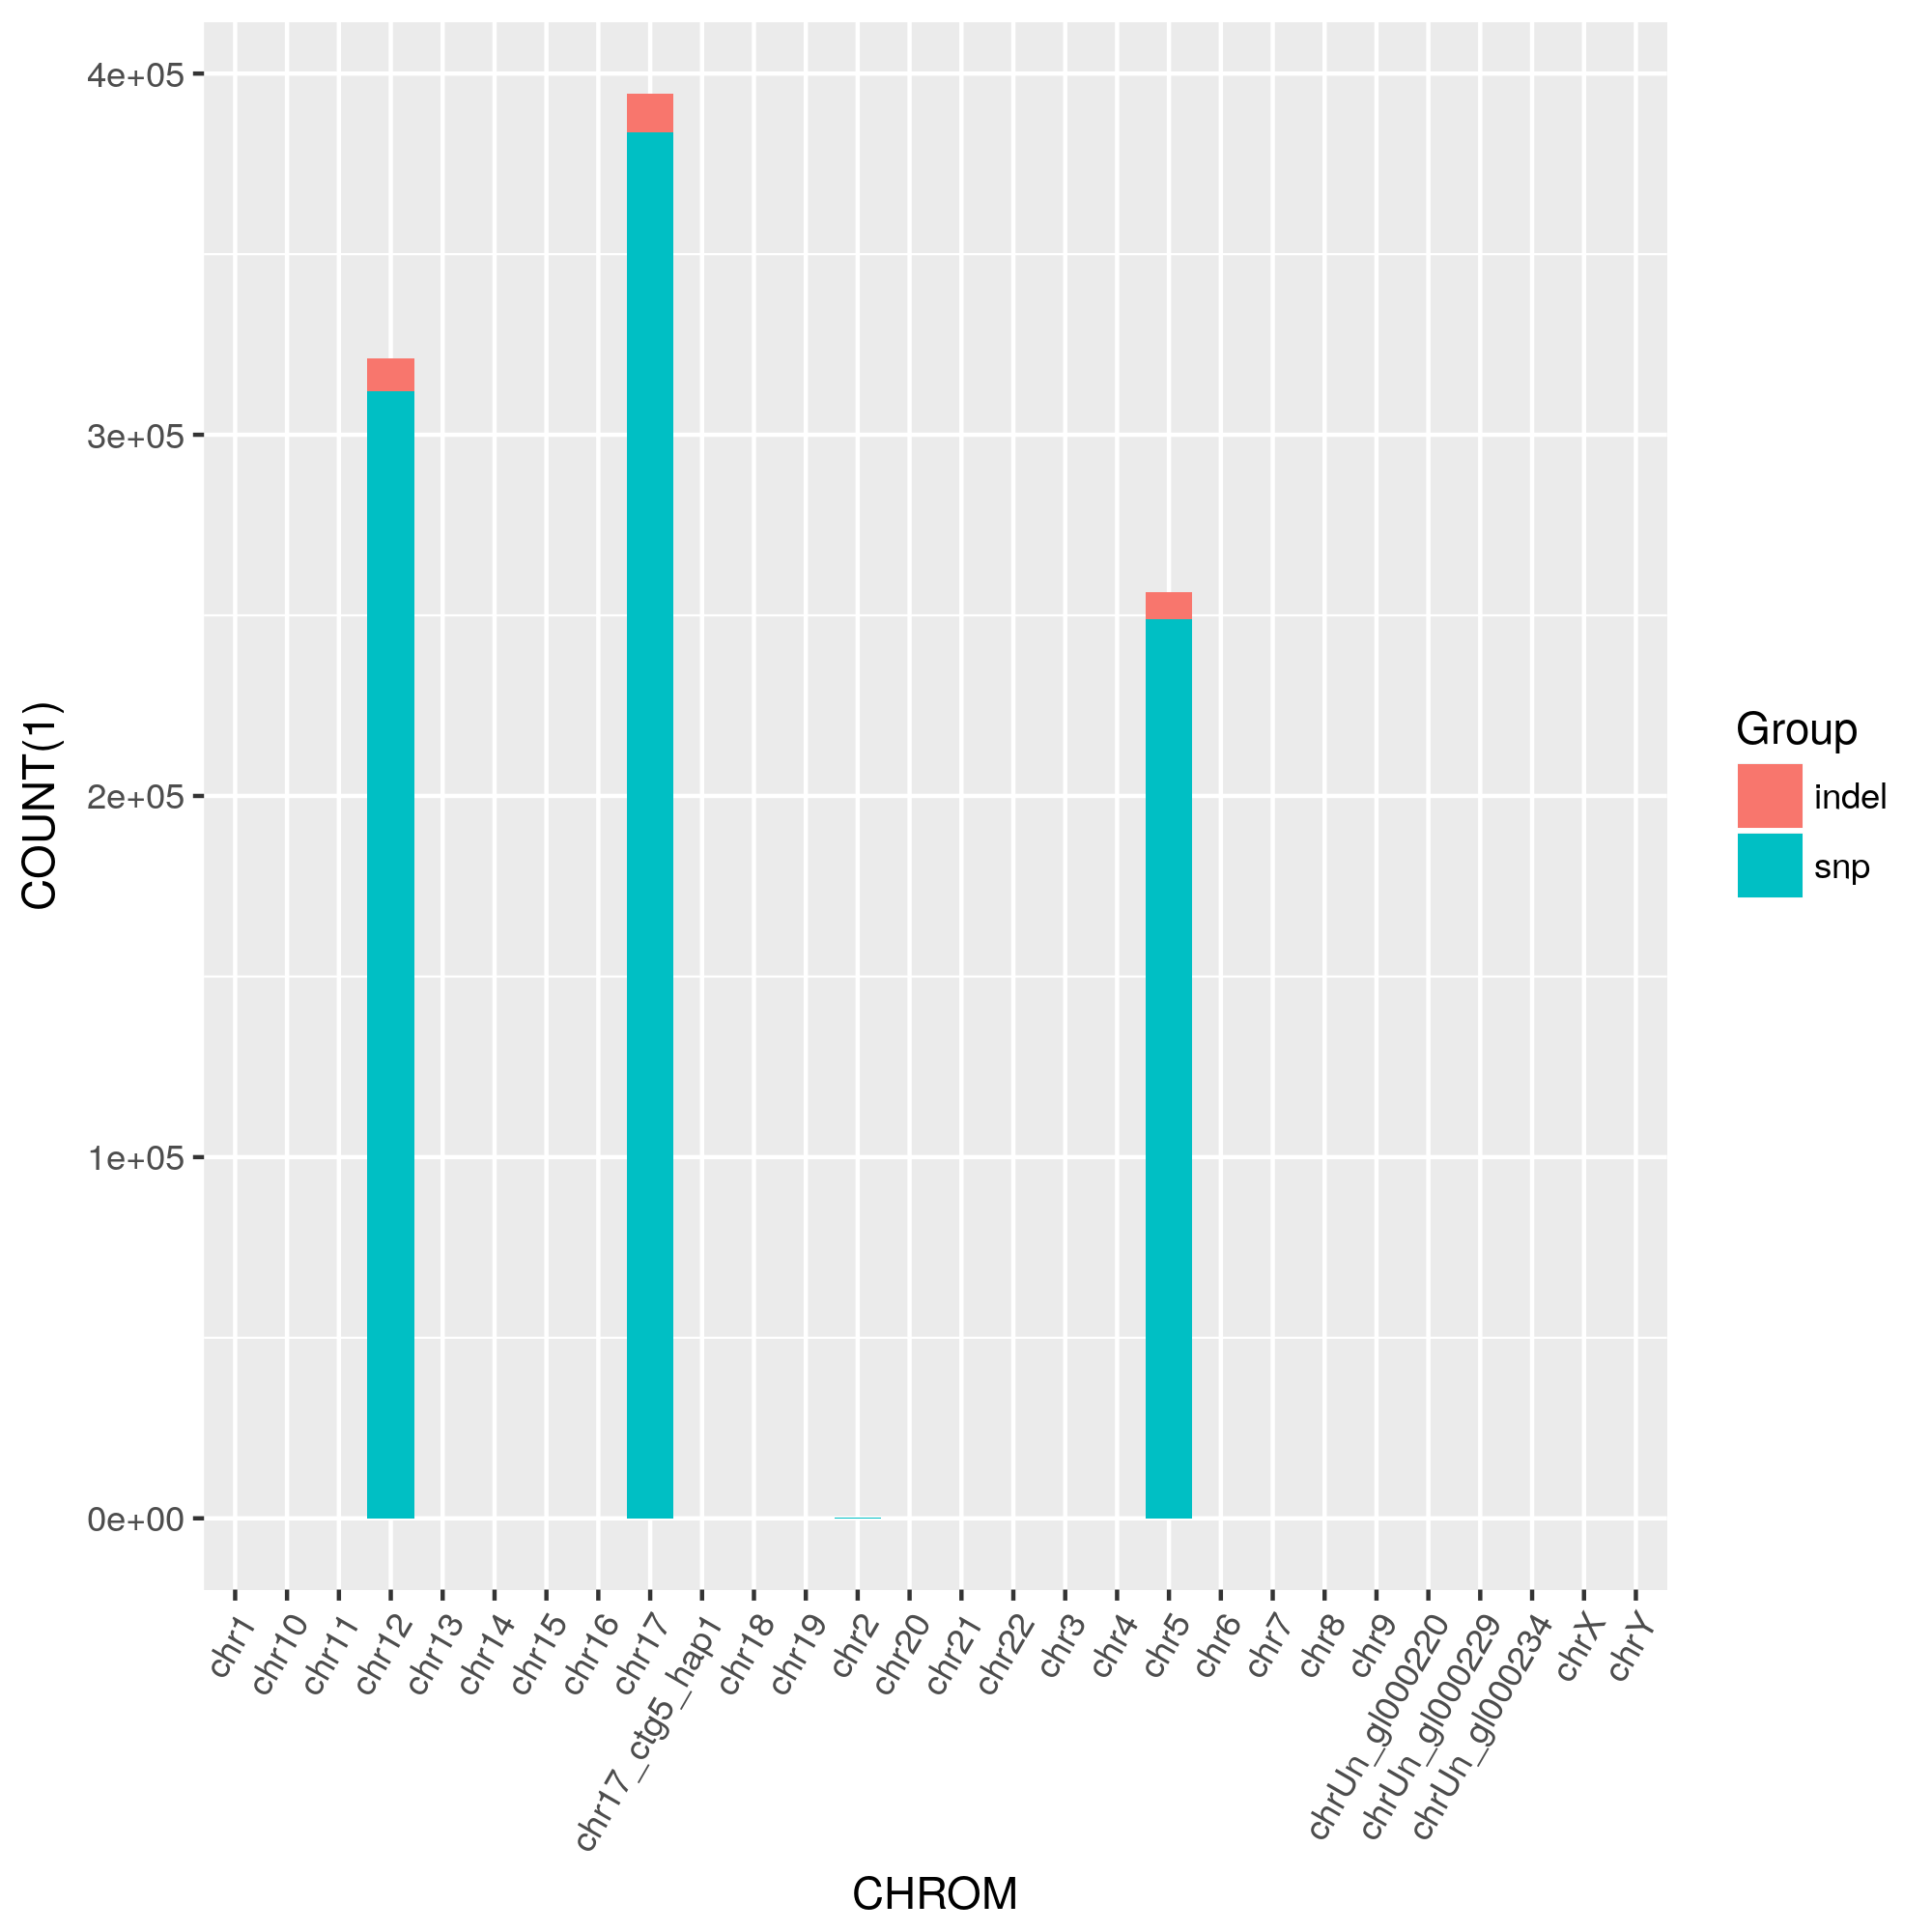 COUNT(1)
4e+05
3e+05
2e+05
1e+05
0e+00
chr1
chr10
chr11
chr12
chr13
chr14
chr15
chr16
chr17
chr17_ctg5_hap1
chr18
chr19
chr2
chr20
chr21
chr22
chr3
chr4
chr5
chr6
chr7
chr8
chr9
chrUn_gl000220
chrUn_gl000229
chrUn_gl000234
chrX
chrY
CHROM
Group
indel
snp